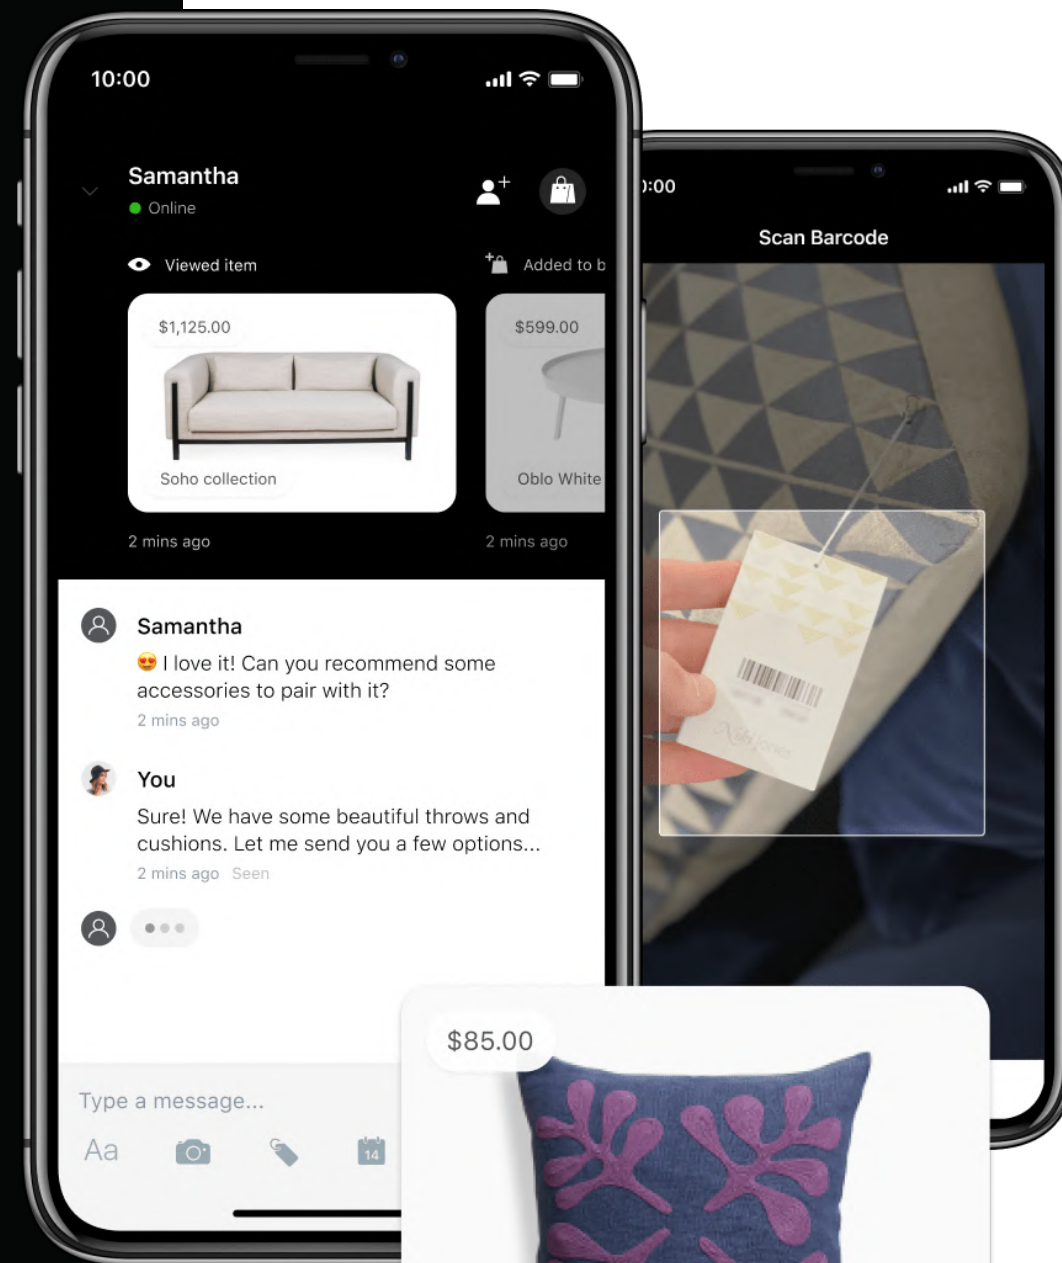 10:00
Samantha
Online
Viewed item
Added to b
$1,125.00
$599.00
Soho collection
Oblo White
2 mins ago
2 mins ago
Samantha
😍 I love it! Can you recommend some
accessories to pair with it?
2 mins ago
You
Sure! We have some beautiful throws and
cushions. Let me send you a few options...
2 mins ago Seen
Type a message...
Aa
14
:00
Scan Barcode
$85.00